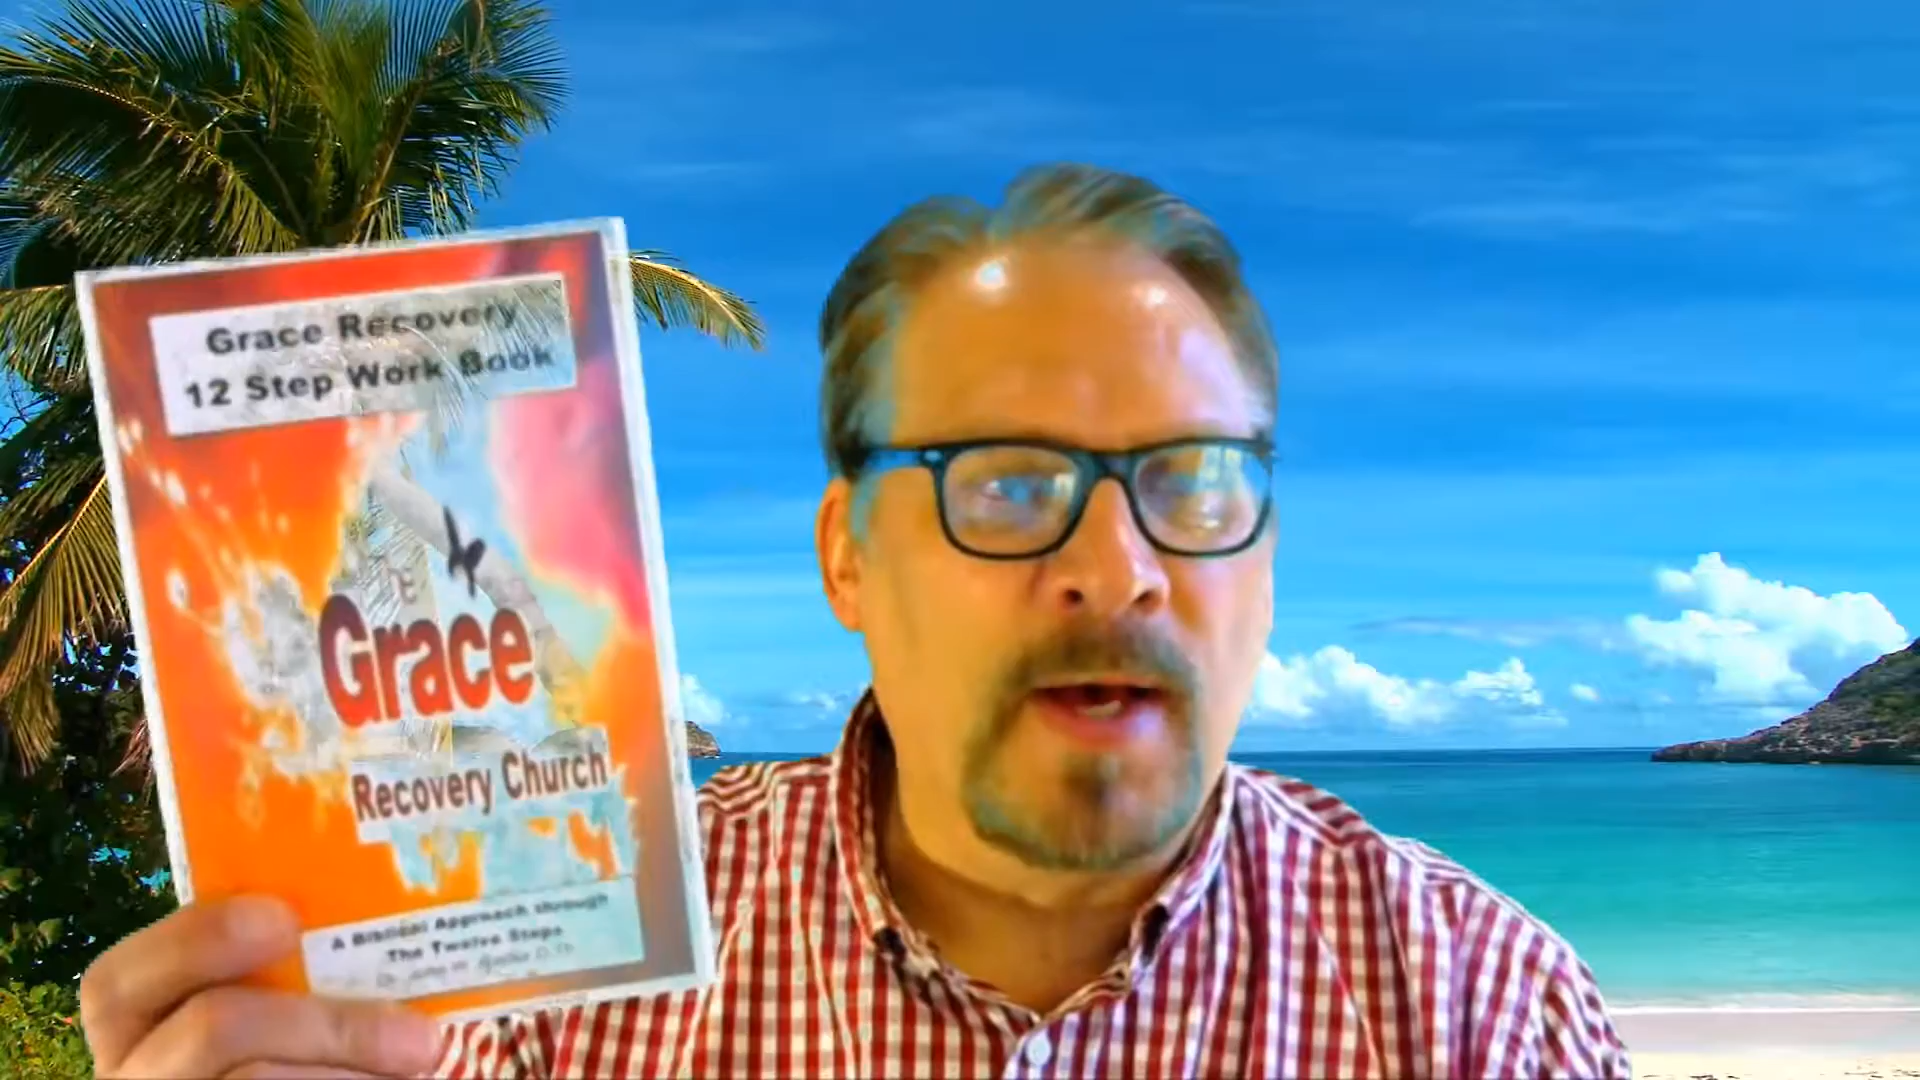 Grace Recovery
12 Step Work Book
Grace
Recovery Church
A Biblical Approach through
The Twelve Steps